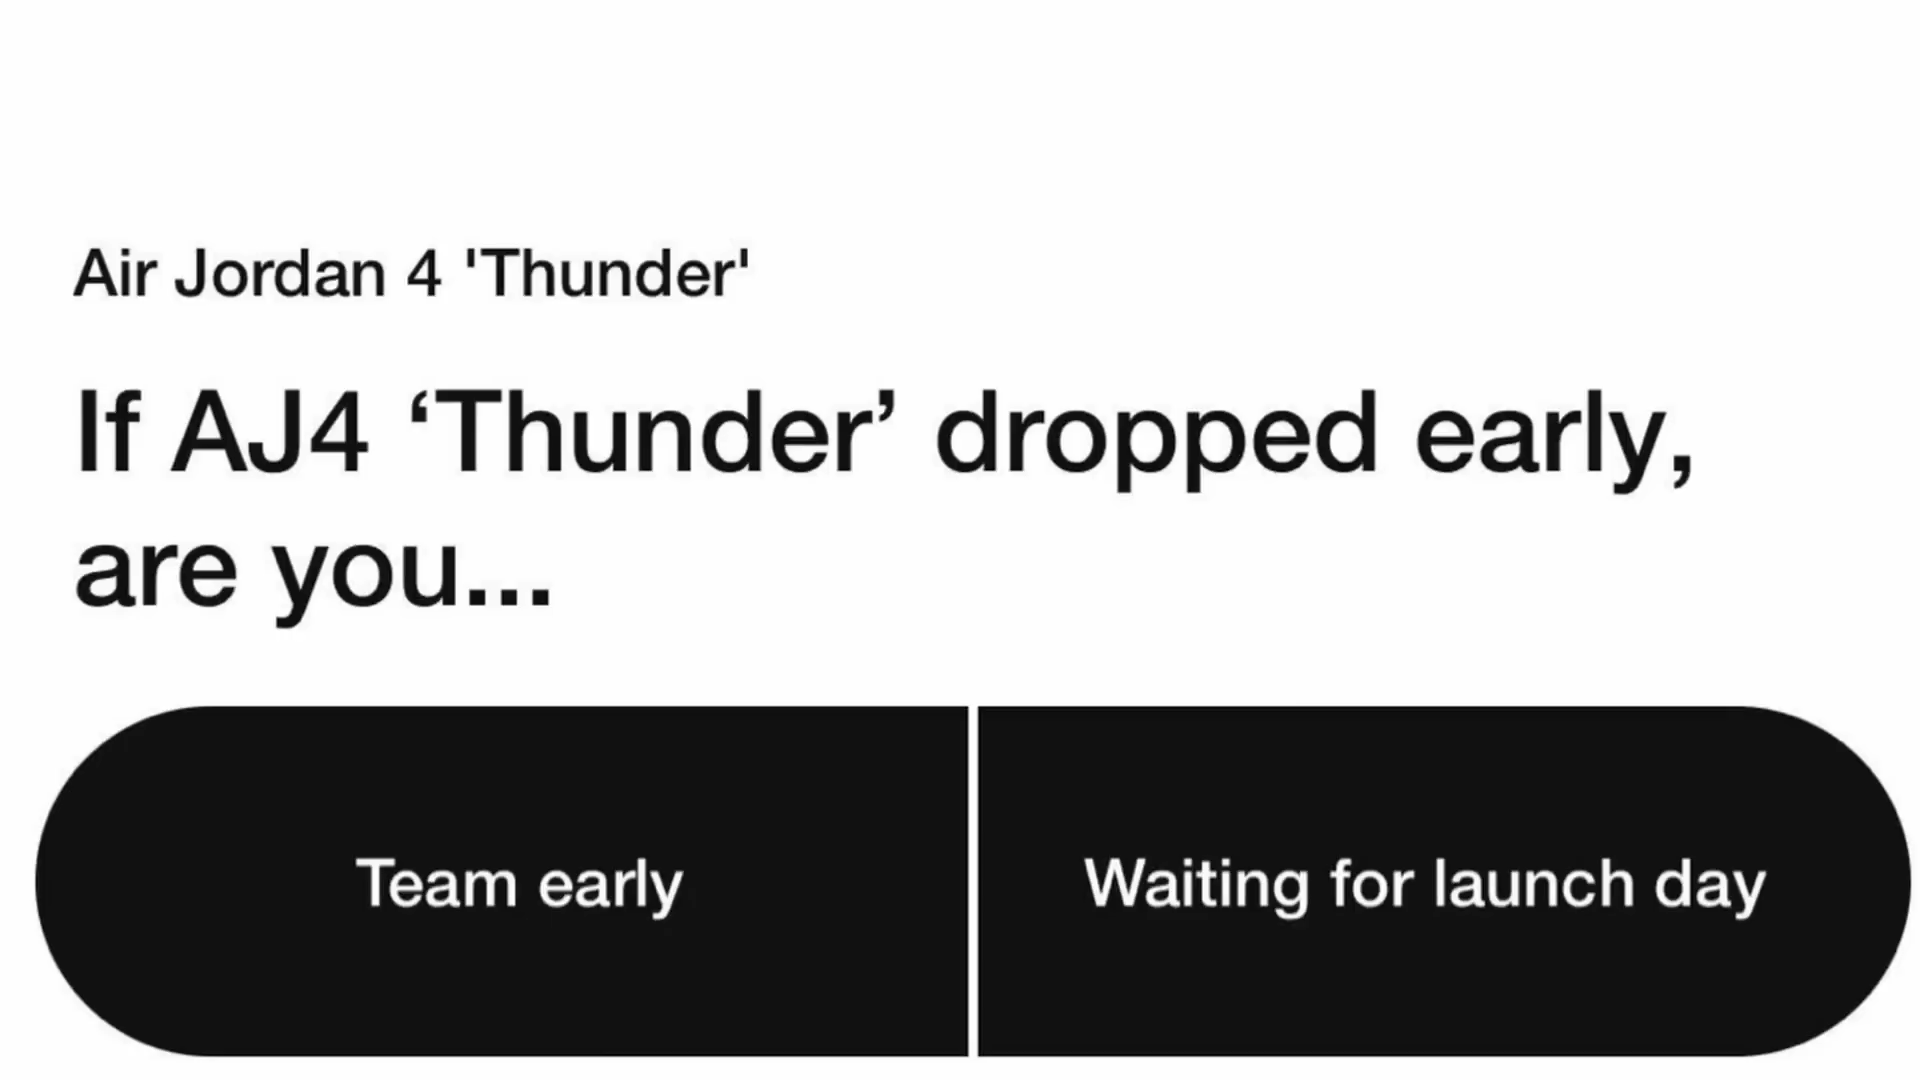 Air Jordan 4 'Thunder'
If AJ4 ‘Thunder’ dropped early,
are you...
Team early
Waiting for launch day